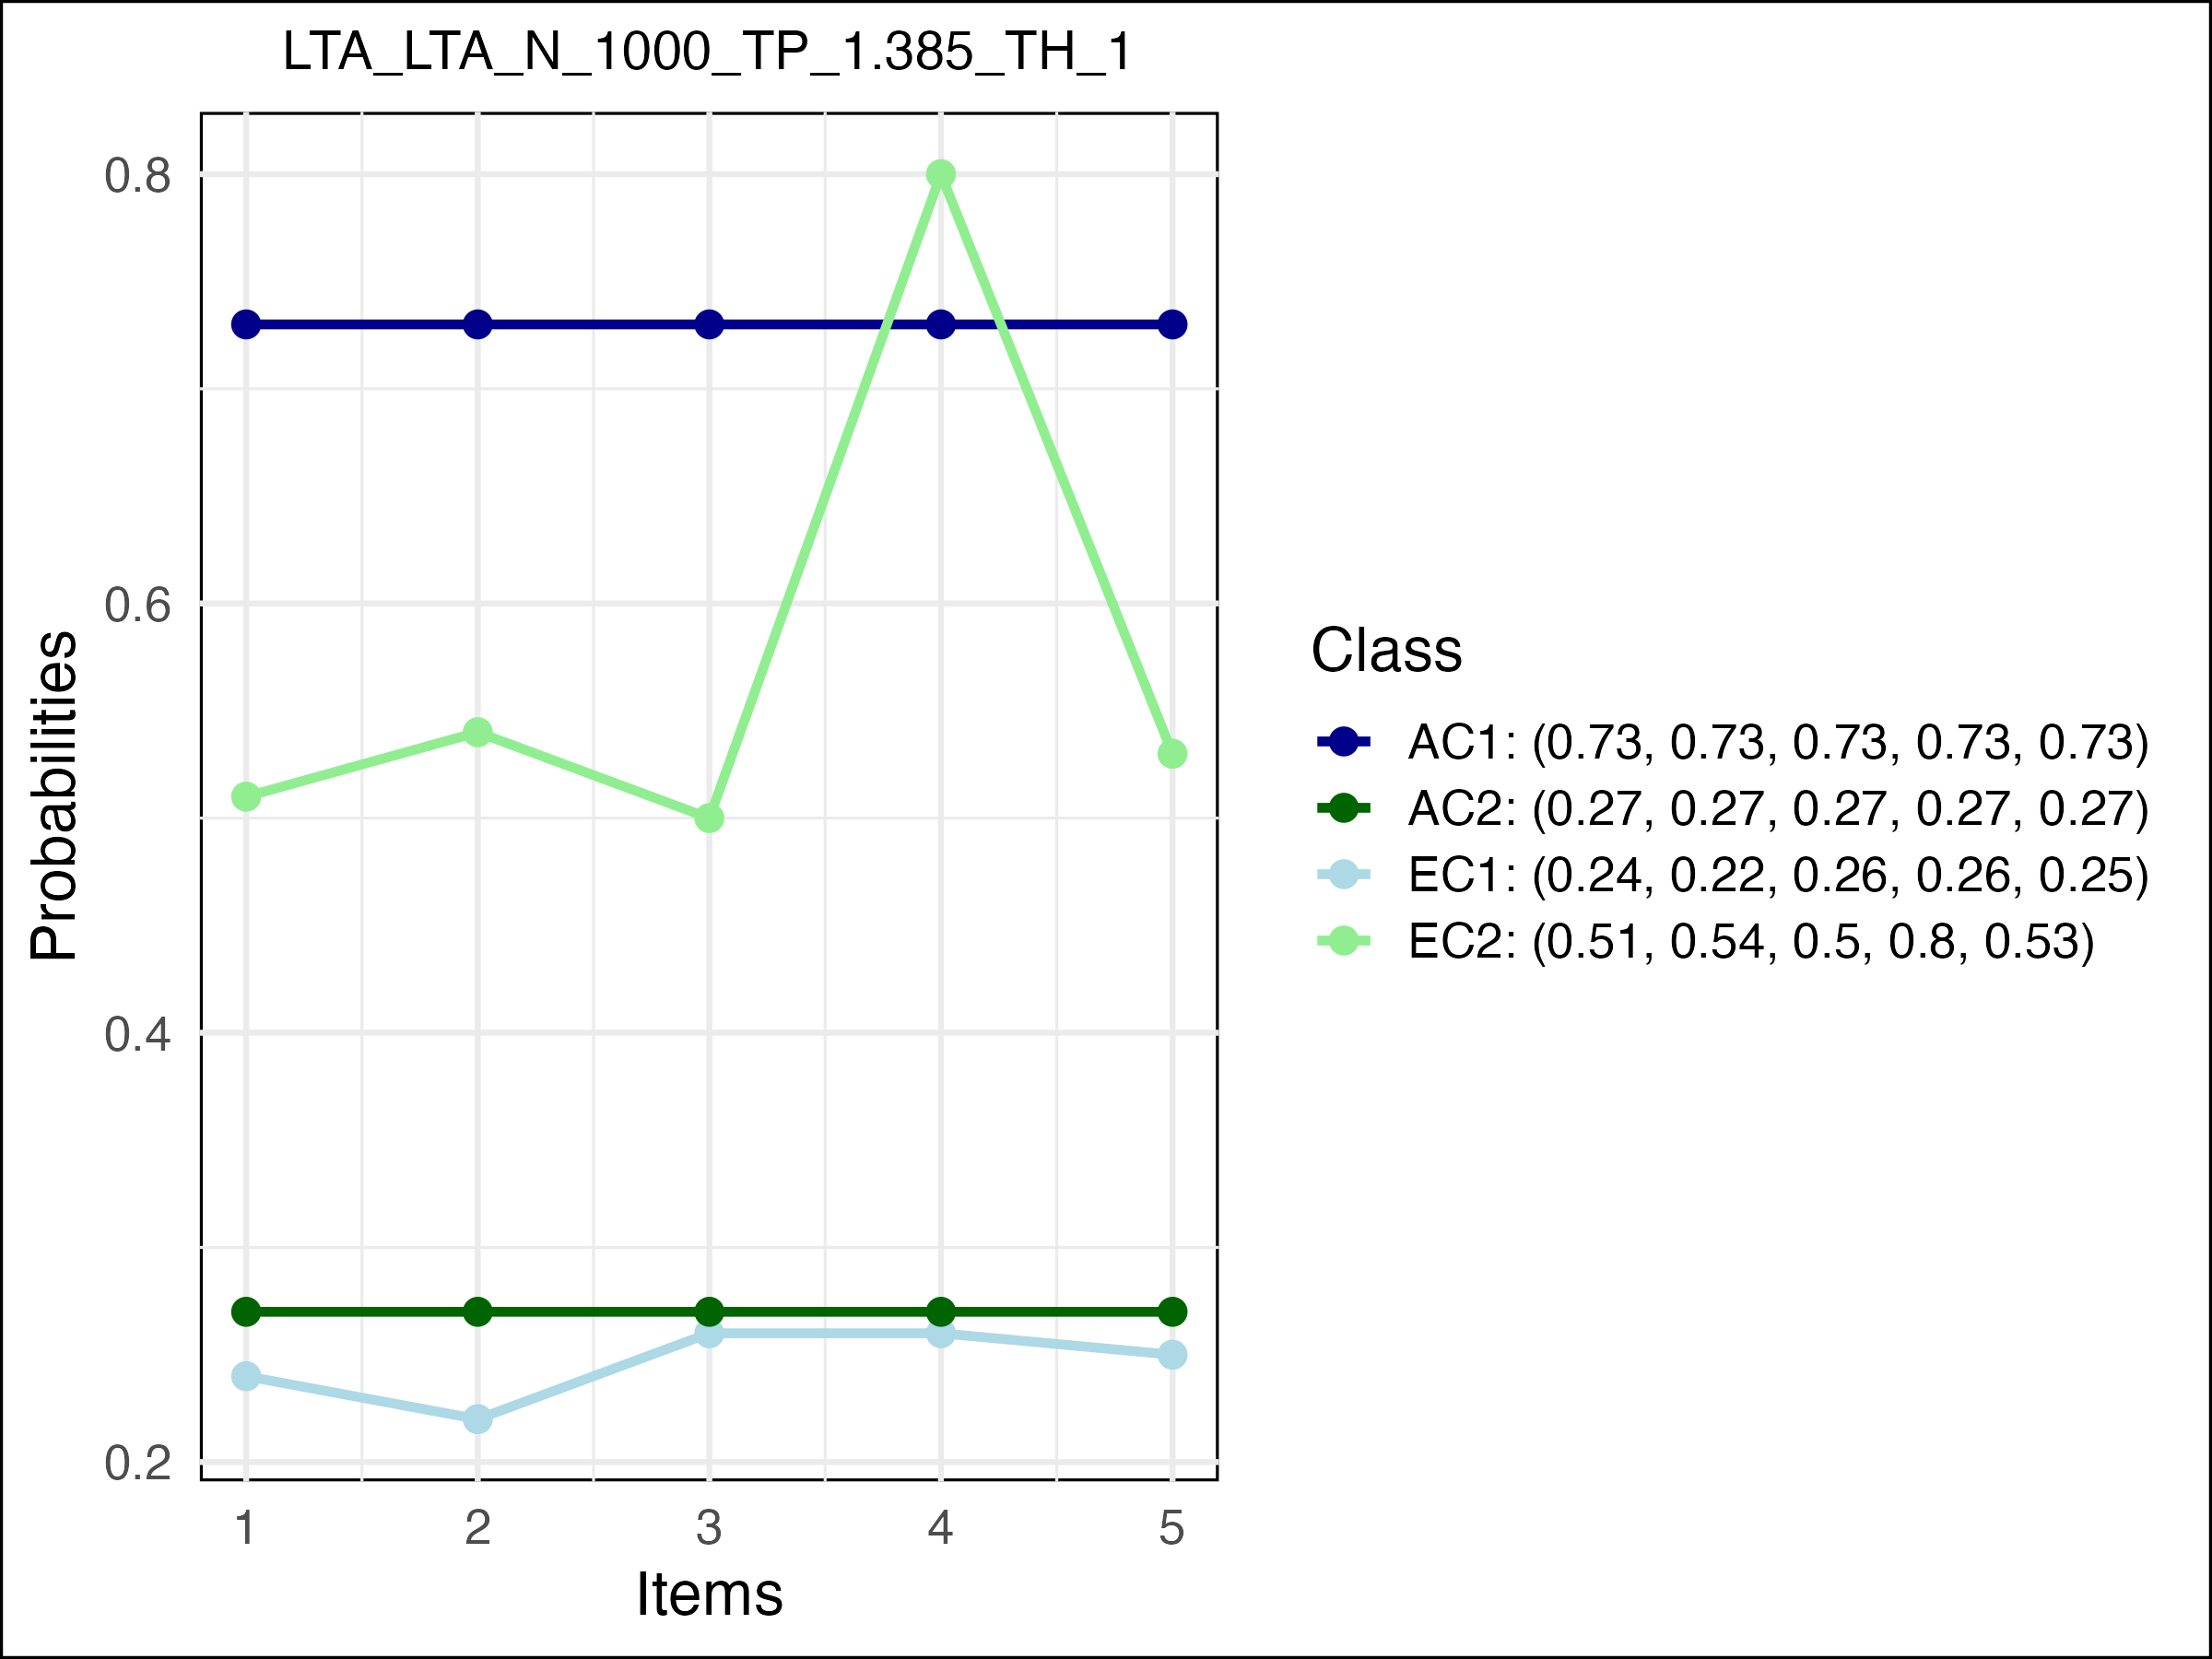 LTA_LTA_N_1000_TP_1.385_TH_1
0.8
0.6
0.4
0.2
Probabilities
1 2 3 4 5
Items
Class
AC1: (0.73, 0.73, 0.73, 0.73, 0.73)
AC2: (0.27, 0.27, 0.27, 0.27, 0.27)
EC1: (0.24, 0.22, 0.26, 0.26, 0.25)
EC2: (0.51, 0.54, 0.5, 0.8, 0.53)